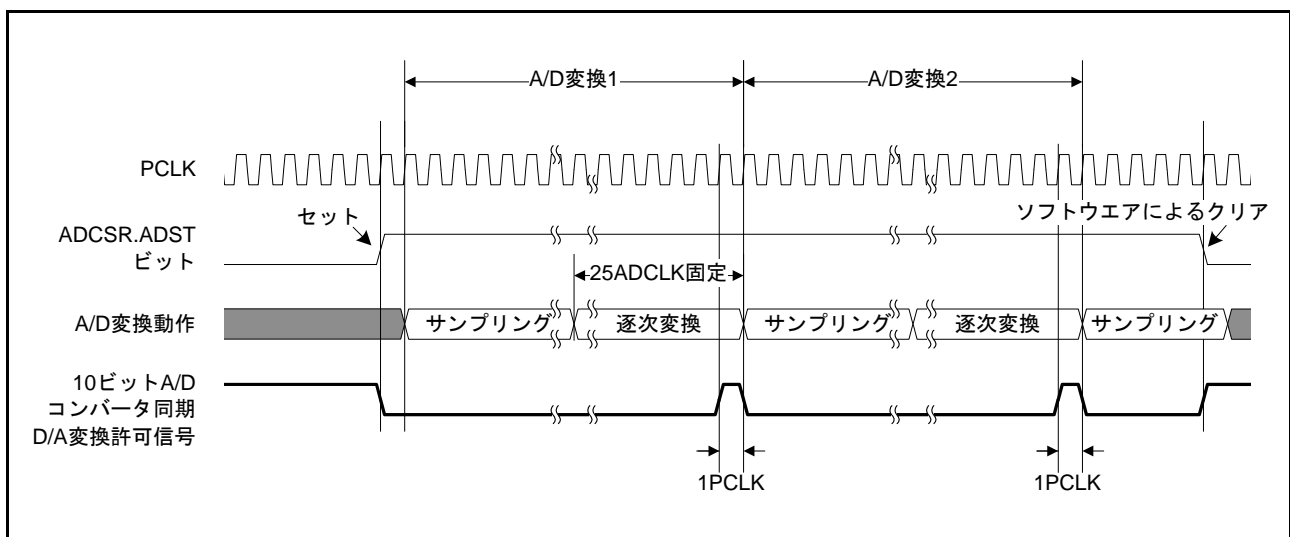 A/D変換1
A/D変換2
PCLK
セット
ソフトウエアによるクリア
ADCSR.ADST
ビット
25ADCLK固定
A/D変換動作
サンプリング
逐次変換
サンプリング
逐次変換
サンプリング
10ビットA/D
コンバータ同期
D/A変換許可信号
1PCLK
1PCLK